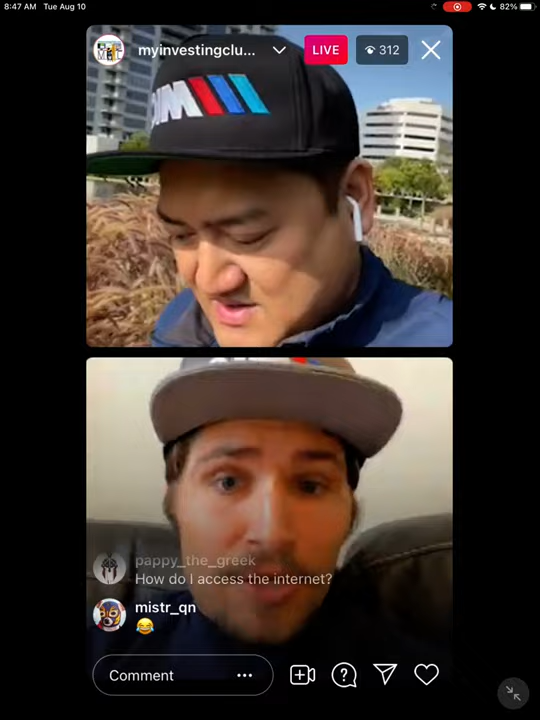 8:47 AM Tue Aug 10
82%
myinvestingclu...
LIVE
312
M
pappy_the_greek
How do I access the internet?
mistr_qn
😂
Comment